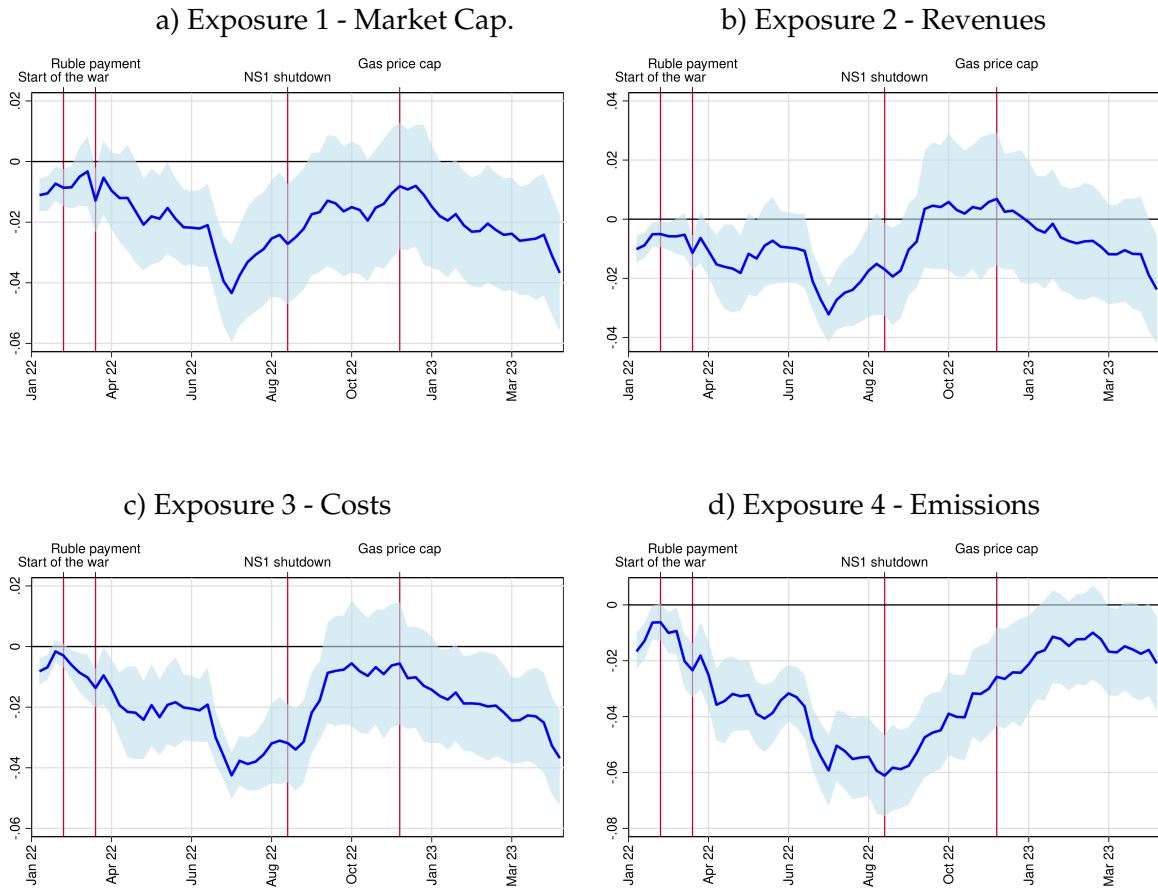 a) Exposure 1 - Market Cap.
Ruble payment
Gas price cap
Start of the war
NS1 shutdown
.02
0
-.02
-.04
-.06
Jan 22
Apr 22
Jun 22
Aug 22
Oct 22
Jan 23
Mar 23
b) Exposure 2 - Revenues
Ruble payment
Gas price cap
Start of the war
NS1 shutdown
.04
.02
0
-.02
-.04
Jan 22
Apr 22
Jun 22
Aug 22
Oct 22
Jan 23
Mar 23
c) Exposure 3 - Costs
Ruble payment
Gas price cap
Start of the war
NS1 shutdown
.02
0
-.02
-.04
-.06
Jan 22
Apr 22
Jun 22
Aug 22
Oct 22
Jan 23
Mar 23
d) Exposure 4 - Emissions
Ruble payment
Gas price cap
Start of the war
NS1 shutdown
0
-.02
-.04
-.06
-.08
Jan 22
Apr 22
Jun 22
Aug 22
Oct 22
Jan 23
Mar 23